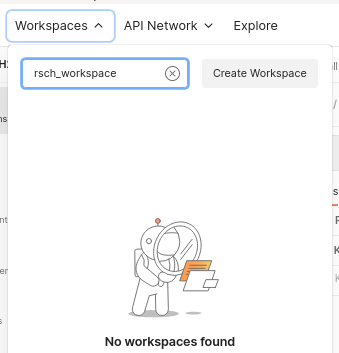 Workspaces API Network Explore
rsch_workspace Create Workspace
No workspaces found